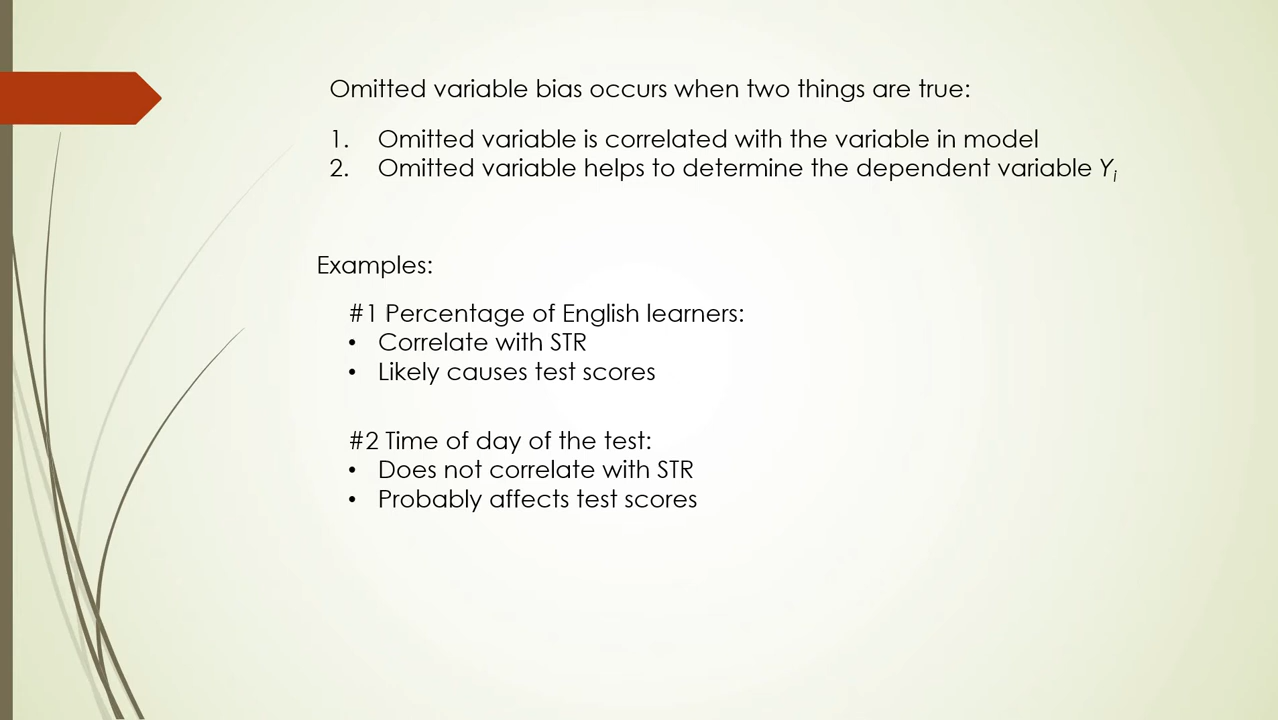 Omitted variable bias occurs when two things are true:
1. Omitted variable is correlated with the variable in model
2. Omitted variable helps to determine the dependent variable Yi
Examples:
#1 Percentage of English learners:
• Correlate with STR
• Likely causes test scores
#2 Time of day of the test:
• Does not correlate with STR
• Probably affects test scores